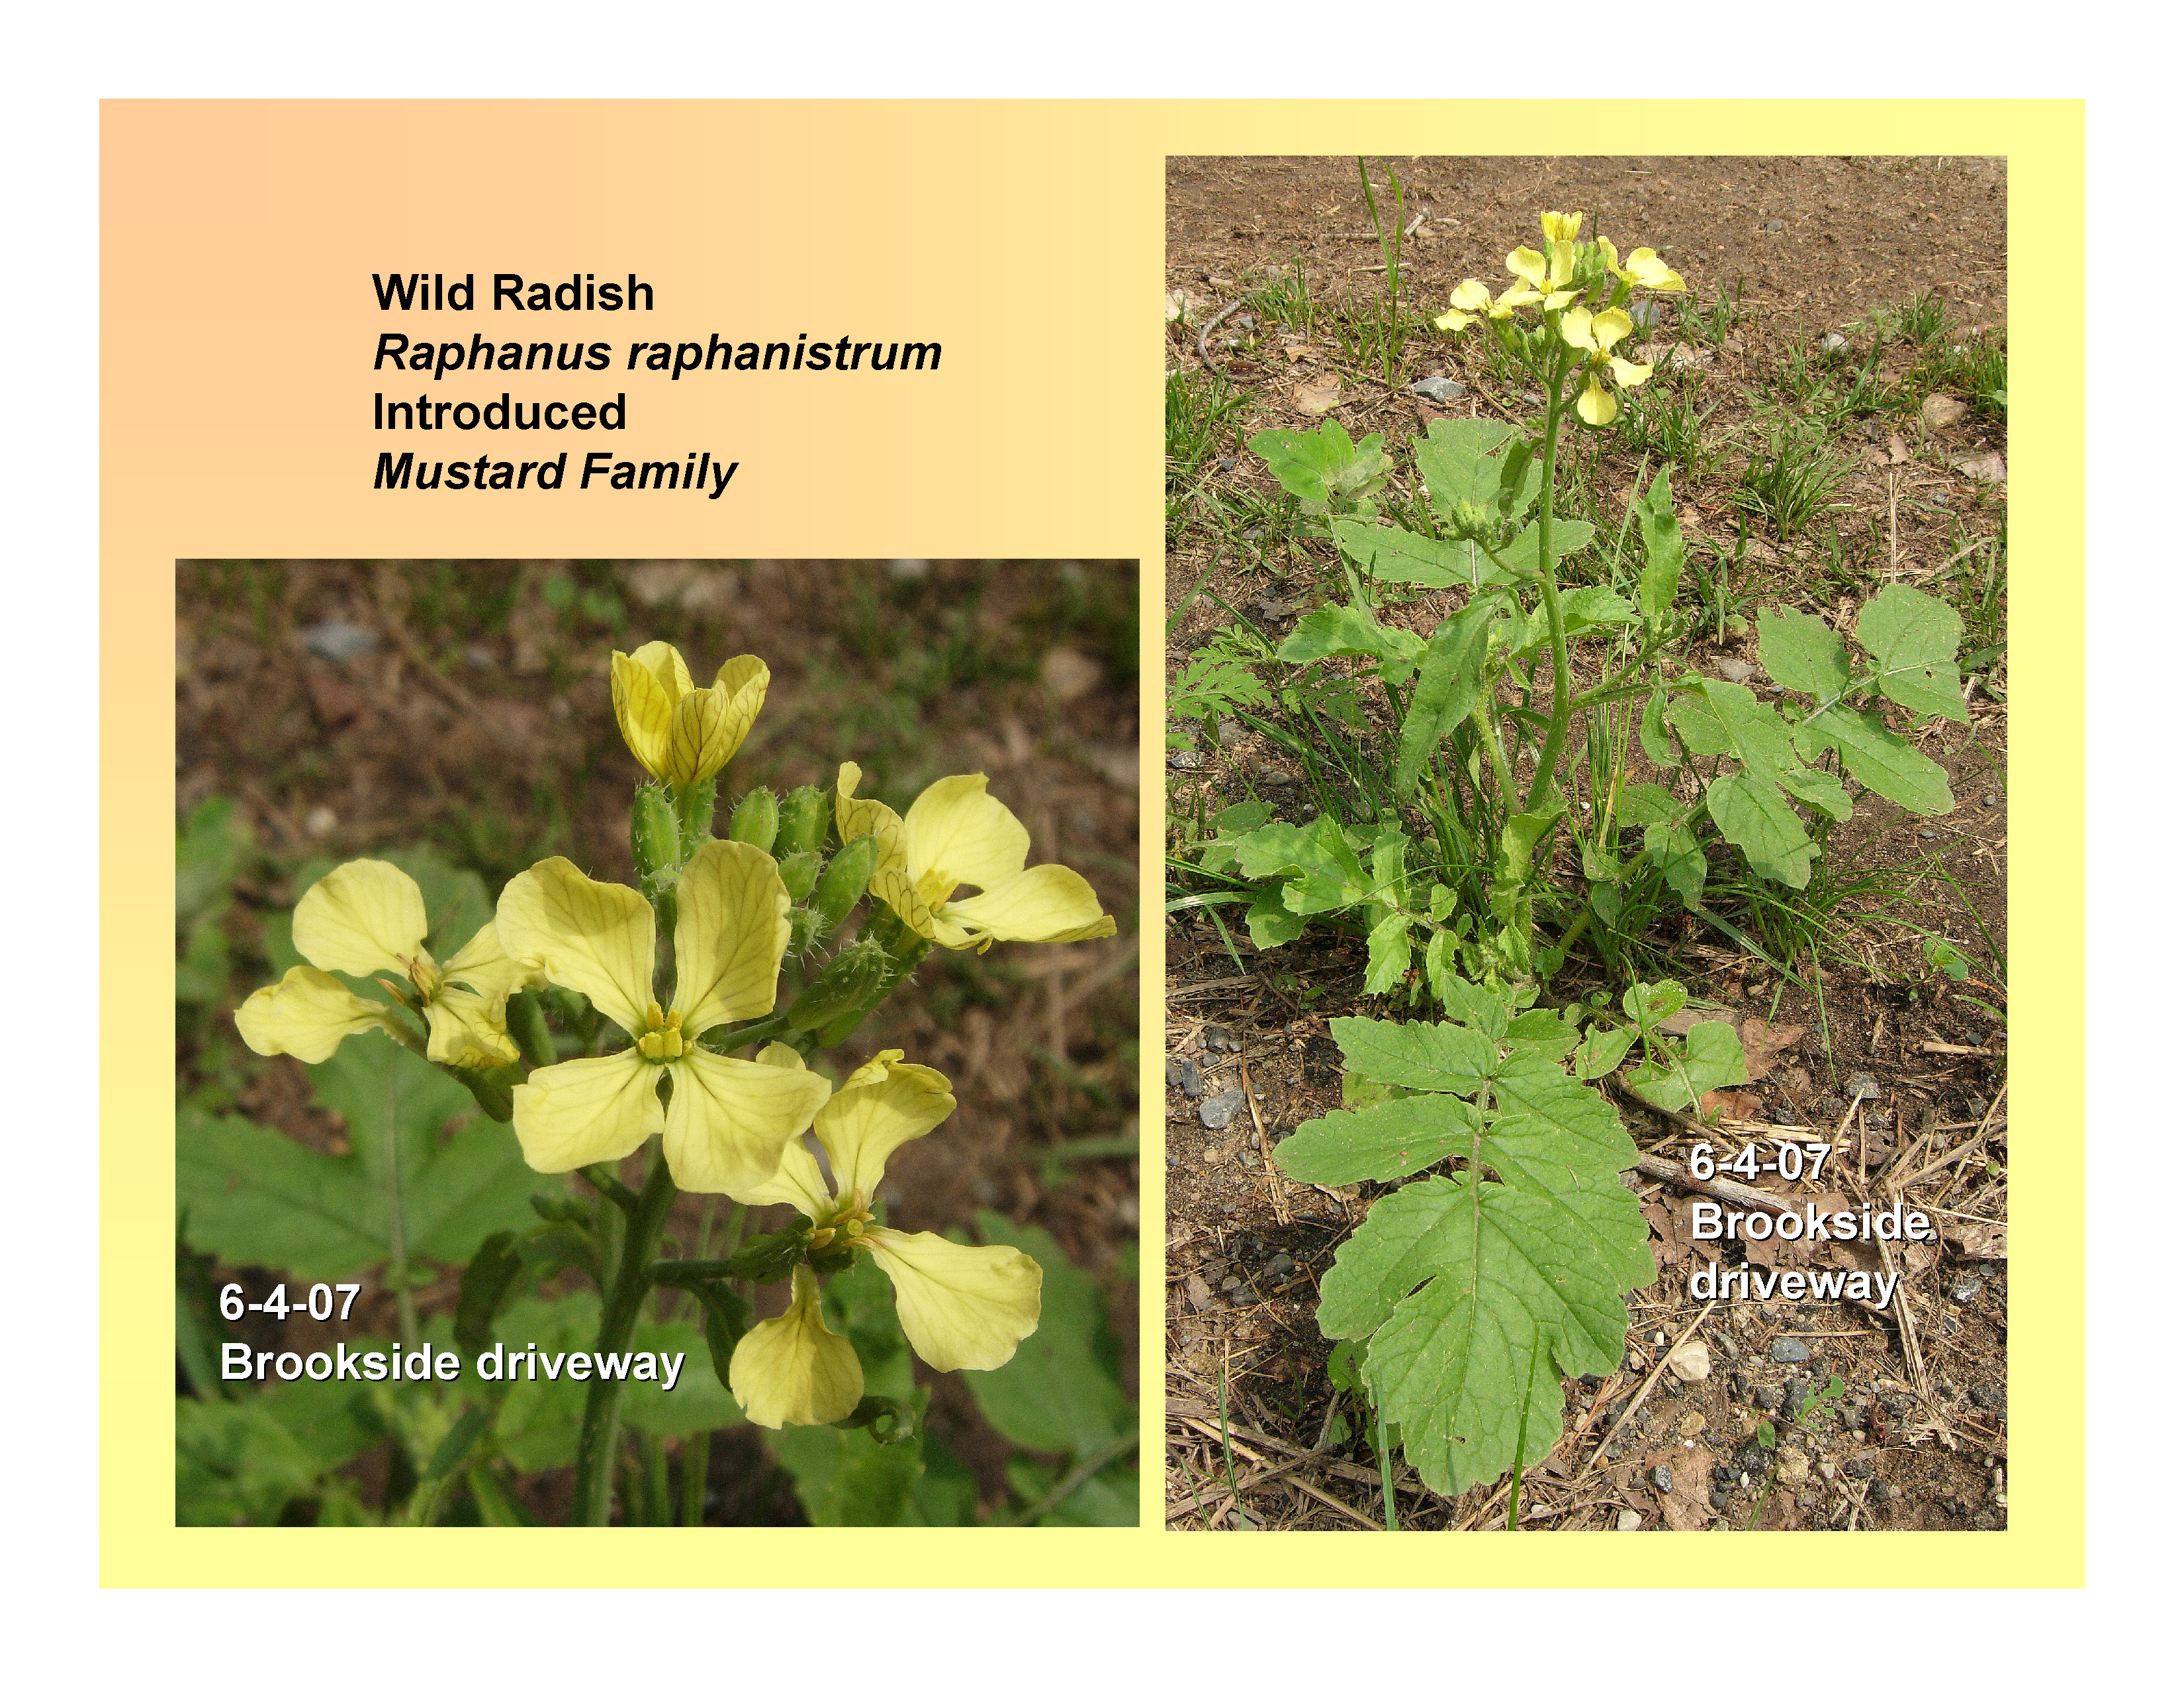 Wild Radish
Raphanus raphanistrum
Introduced
Mustard Family
6-4-07
Brookside driveway
6-4-07
Brookside
driveway